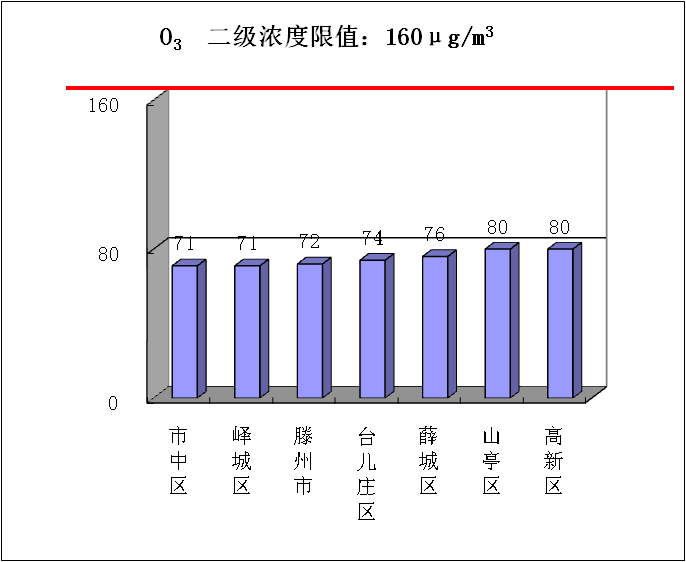 O₃ 二级浓度限值：160μg/m³
160
80
0
71
71
72
74
76
80
80
市中区
峄城区
滕州市
台儿庄区
薛城区
山亭区
高新区